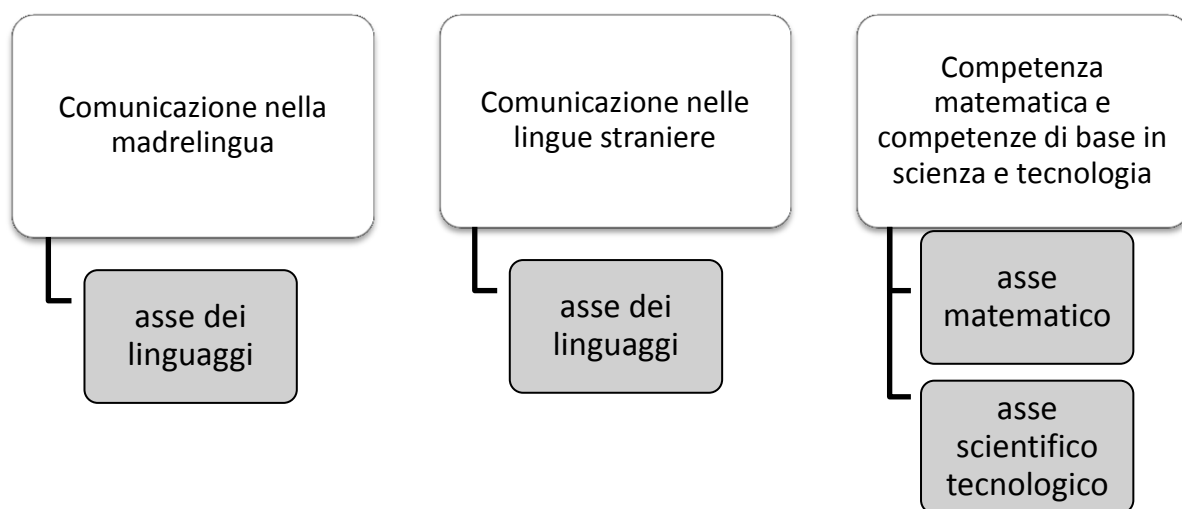 Comunicazione nella
madrelingua
asse dei
linguaggi
Comunicazione nelle
lingue straniere
asse dei
linguaggi
Competenza
matematica e
competenze di base in
scienza e tecnologia
asse
matematico
asse
scientifico
tecnologico